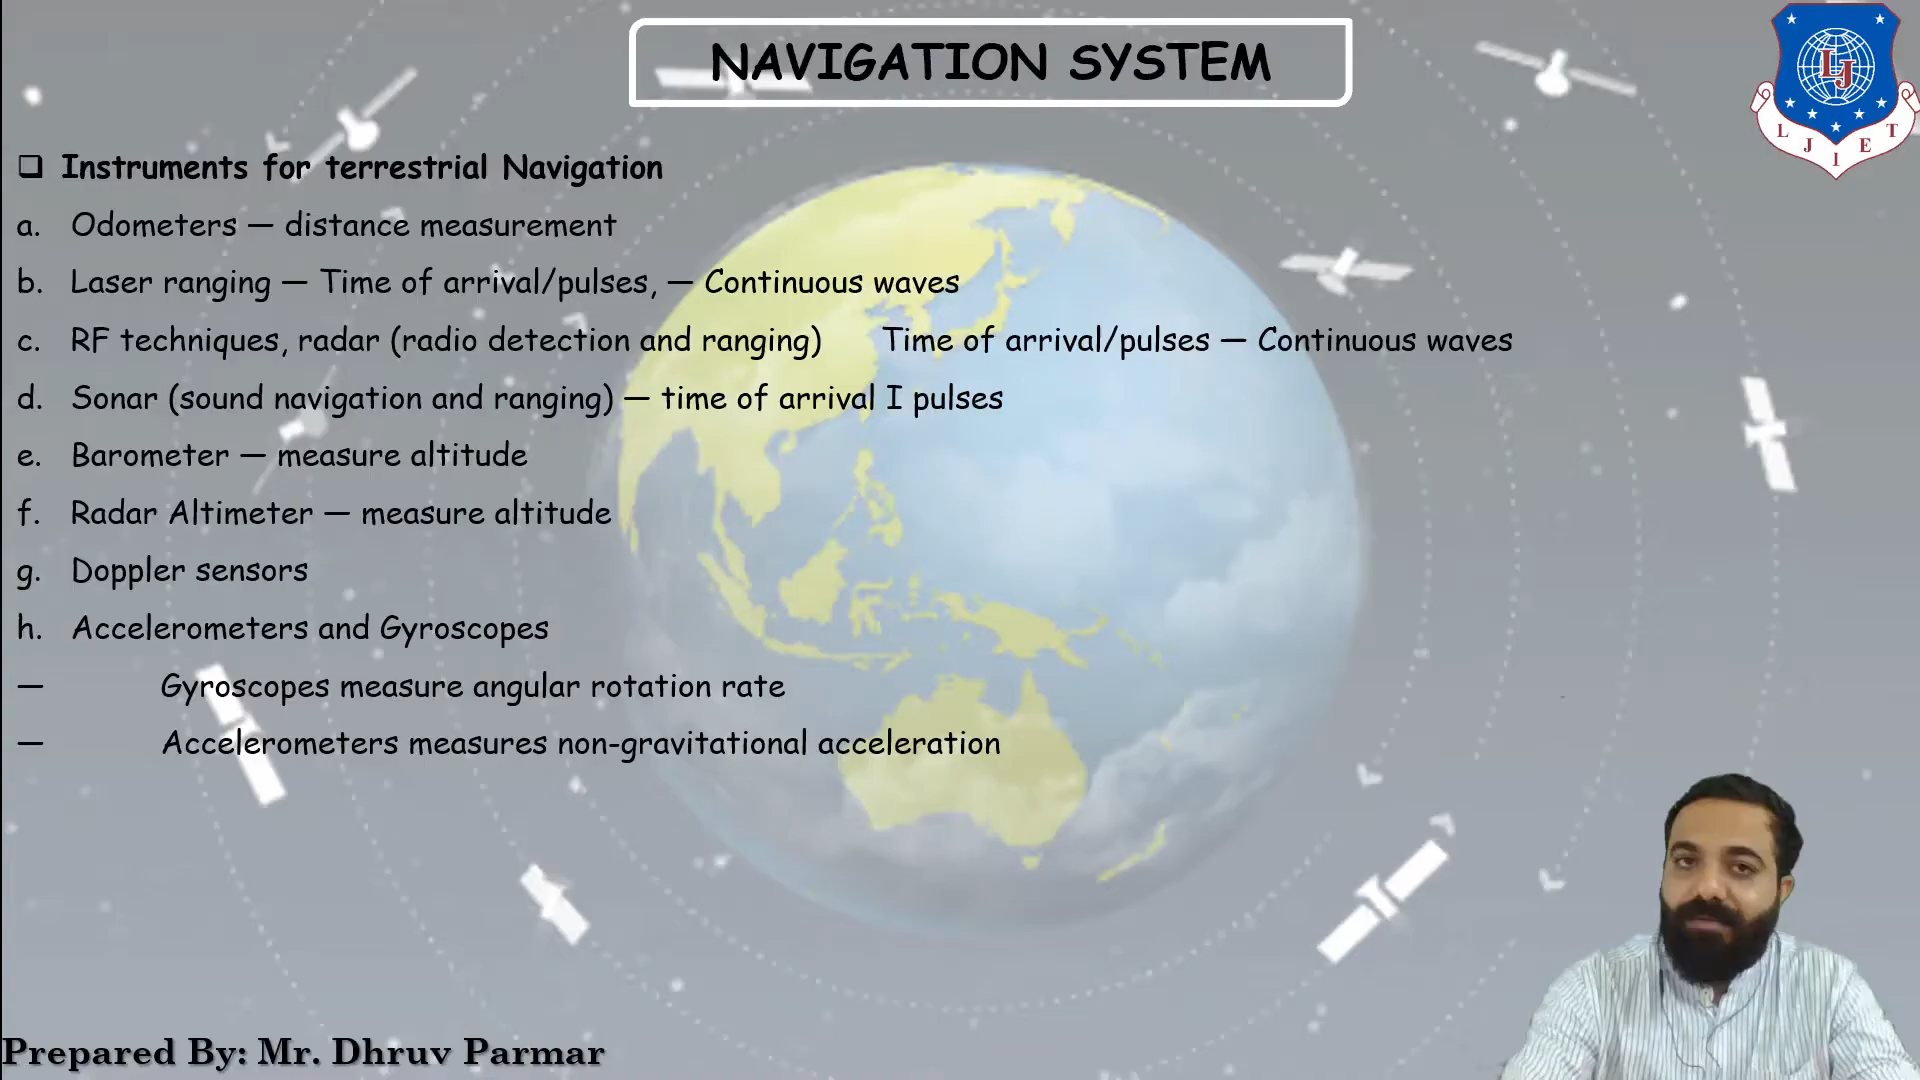 NAVIGATION SYSTEM
LJ
L J I E T
❑ Instruments for terrestrial Navigation
a. Odometers — distance measurement
b. Laser ranging — Time of arrival/pulses, — Continuous waves
c. RF techniques, radar (radio detection and ranging) Time of arrival/pulses — Continuous waves
d. Sonar (sound navigation and ranging) — time of arrival I pulses
e. Barometer — measure altitude
f. Radar Altimeter — measure altitude
g. Doppler sensors
h. Accelerometers and Gyroscopes
— Gyroscopes measure angular rotation rate
— Accelerometers measures non-gravitational acceleration
Prepared By: Mr. Dhruv Parmar